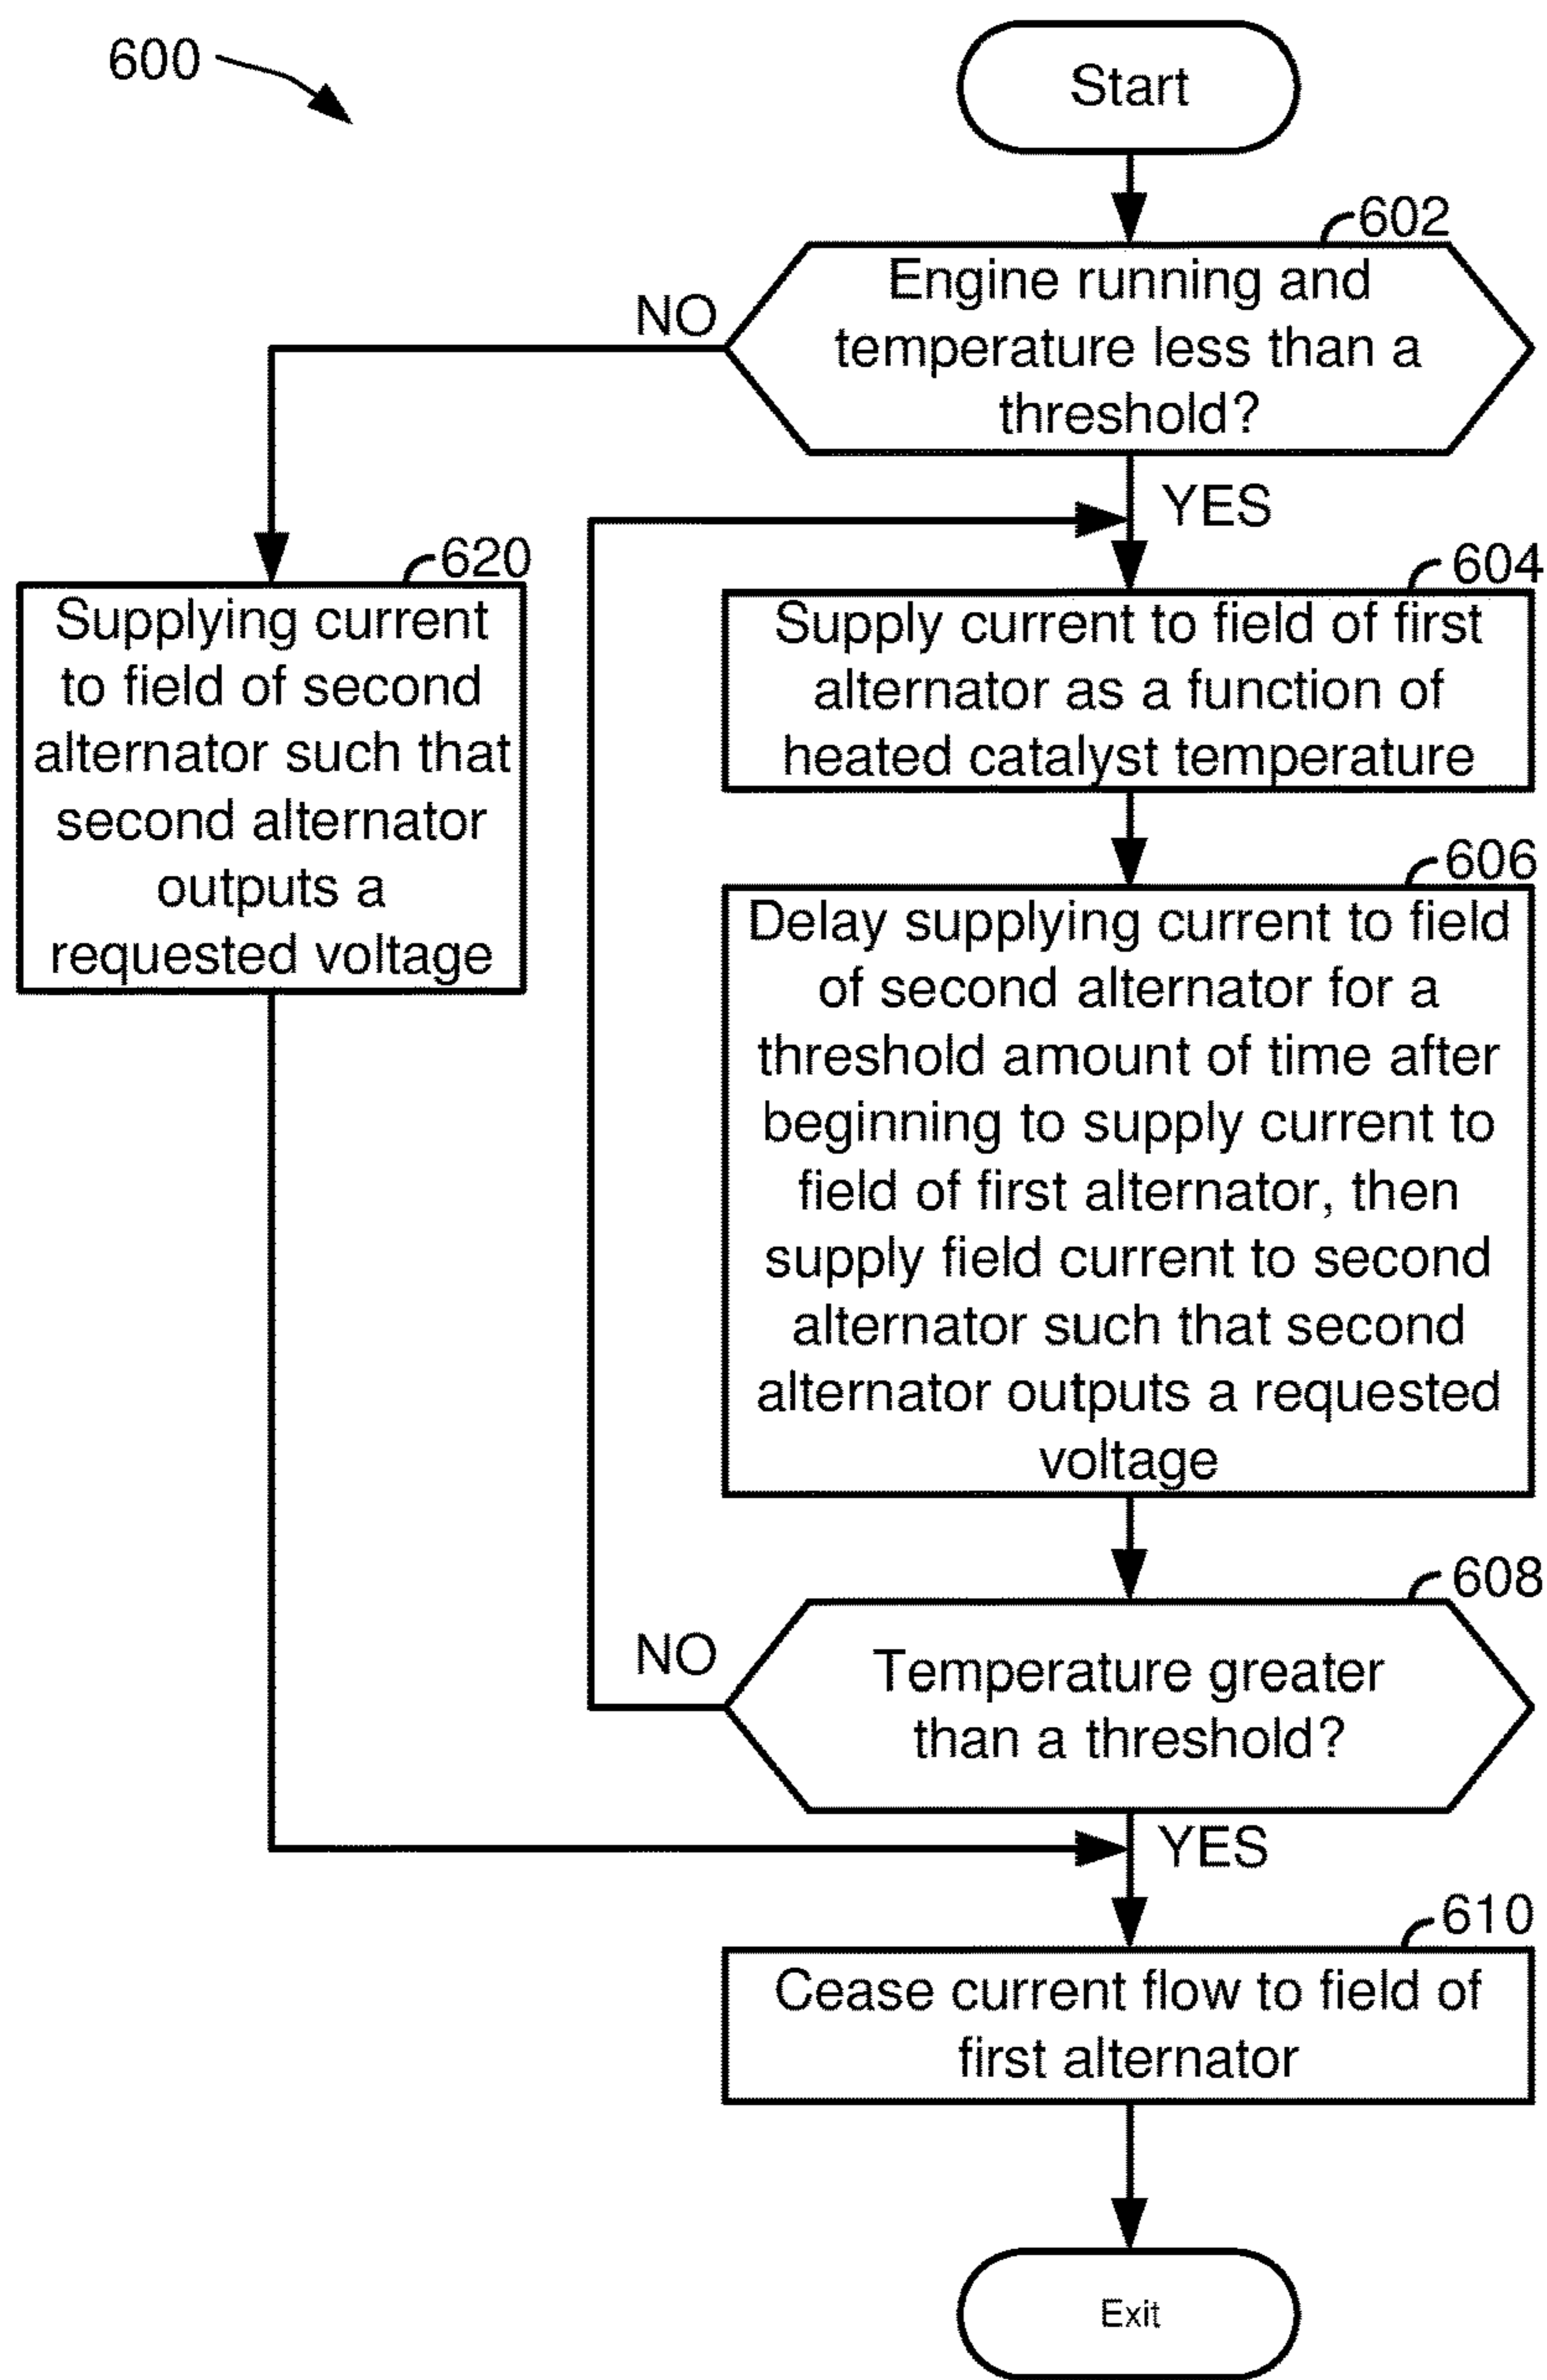 600
Start
602
Engine running and
temperature less than a
threshold?
NO
YES
620
Supplying current
to field of second
alternator such that
second alternator
outputs a
requested voltage
604
Supply current to field of first
alternator as a function of
heated catalyst temperature
606
Delay supplying current to field
of second alternator for a
threshold amount of time after
beginning to supply current to
field of first alternator, then
supply field current to second
alternator such that second
alternator outputs a requested
voltage
608
NO
Temperature greater
than a threshold?
YES
610
Cease current flow to field of
first alternator
Exit